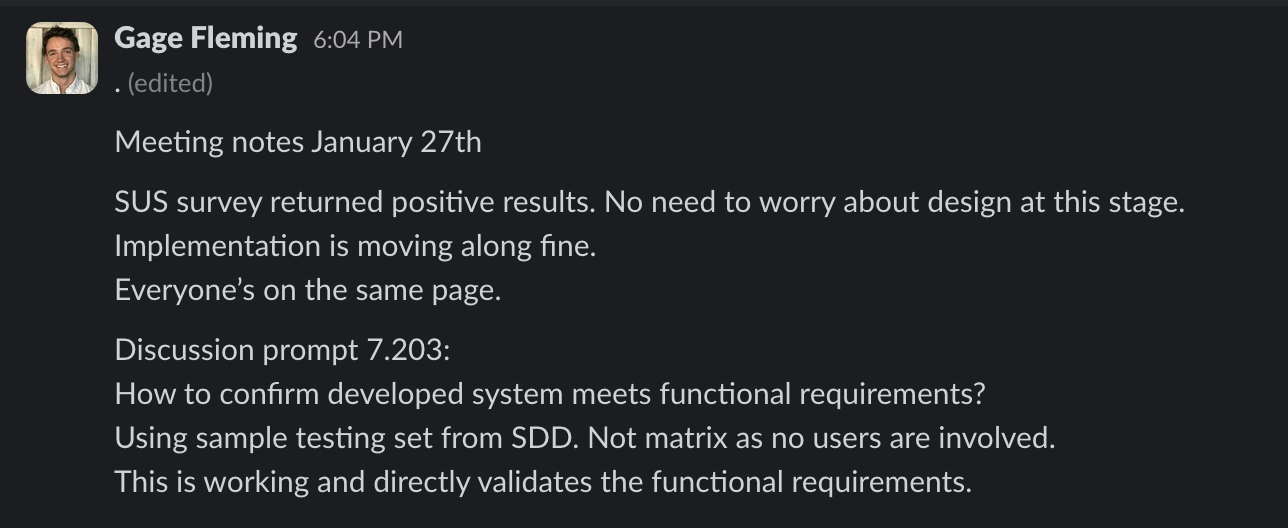 Gage Fleming 6:04 PM
. (edited)
Meeting notes January 27th
SUS survey returned positive results. No need to worry about design at this stage.
Implementation is moving along fine.
Everyone’s on the same page.
Discussion prompt 7.203:
How to confirm developed system meets functional requirements?
Using sample testing set from SDD. Not matrix as no users are involved.
This is working and directly validates the functional requirements.